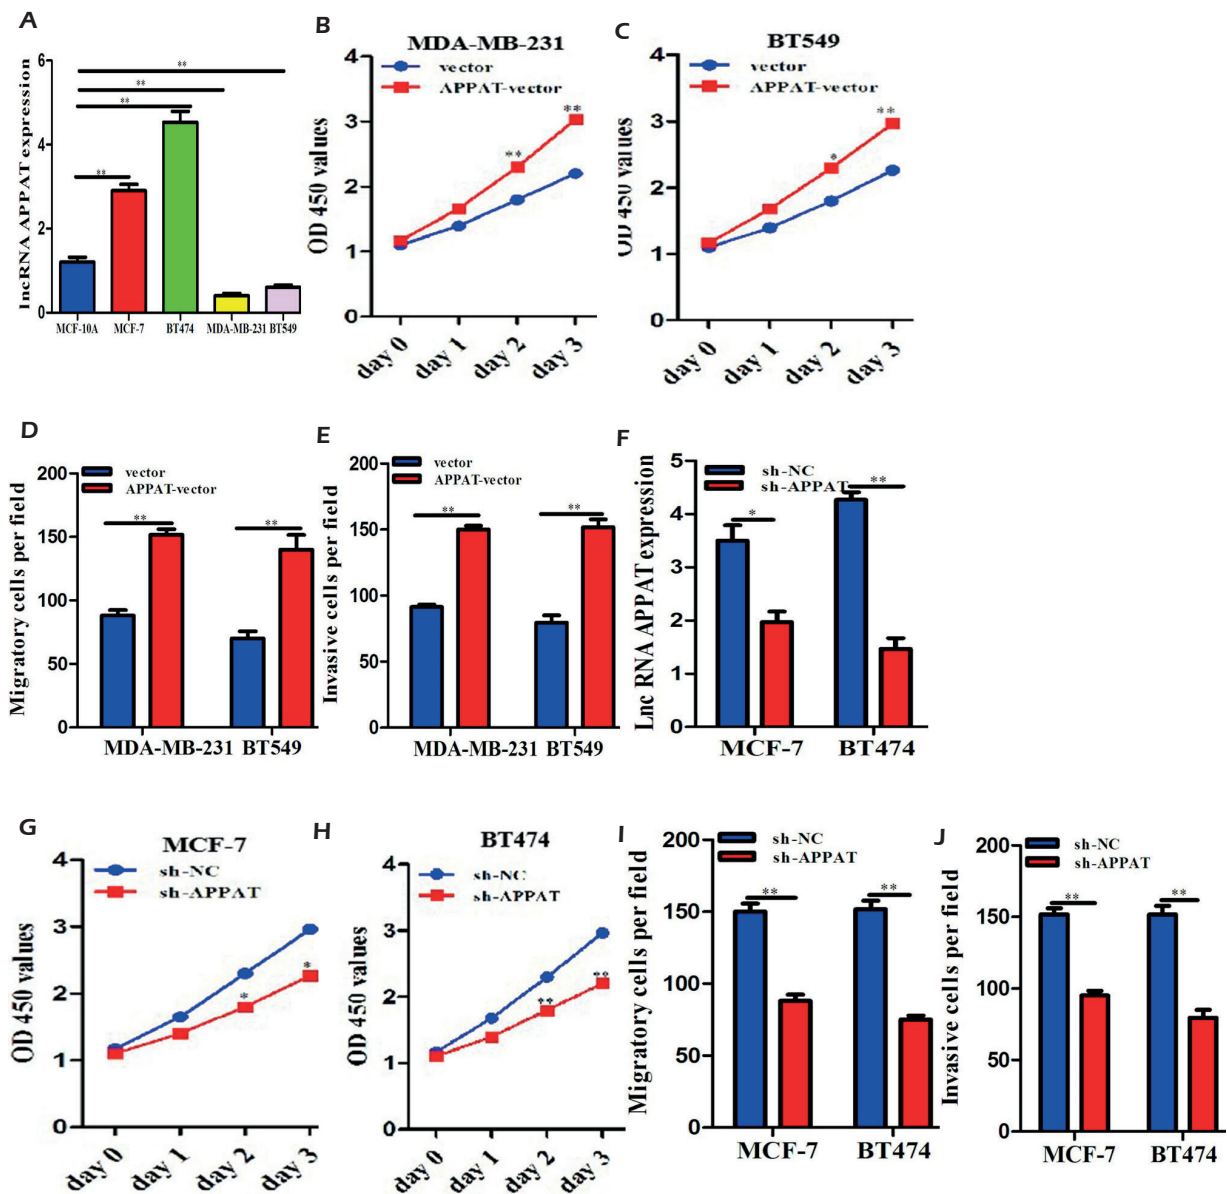 A
lncRNA APPAT expression
6
4
2
0
**
**
**
**
MCF-10A
MCF-7
BT474
MDA-MB-231
BT549
B
MDA-MB-231
vector
APPAT-vector
OD 450 values
4
3
2
1
0
**
**
day 0
day 1
day 2
day 3
C
BT549
vector
APPAT-vector
OD 450 values
4
3
2
1
0
*
**
day 0
day 1
day 2
day 3
D
vector
APPAT-vector
Migratory cells per field
200
150
100
50
0
**
**
MDA-MB-231
BT549
E
vector
APPAT-vector
Invasive cells per field
200
150
100
50
0
**
**
MDA-MB-231
BT549
F
sh-NC
sh-APPAT
Lnc RNA APPAT expression
5
4
3
2
1
0
*
**
MCF-7
BT474
G
MCF-7
sh-NC
sh-APPAT
OD 450 values
4
3
2
1
0
*
*
day 0
day 1
day 2
day 3
H
BT474
sh-NC
sh-APPAT
OD 450 values
4
3
2
1
0
**
**
day 0
day 1
day 2
day 3
I
sh-NC
sh-APPAT
Migratory cells per field
200
150
100
50
0
**
**
MCF-7
BT474
J
sh-NC
sh-APPAT
Invasive cells per field
200
150
100
50
0
**
**
MCF-7
BT474